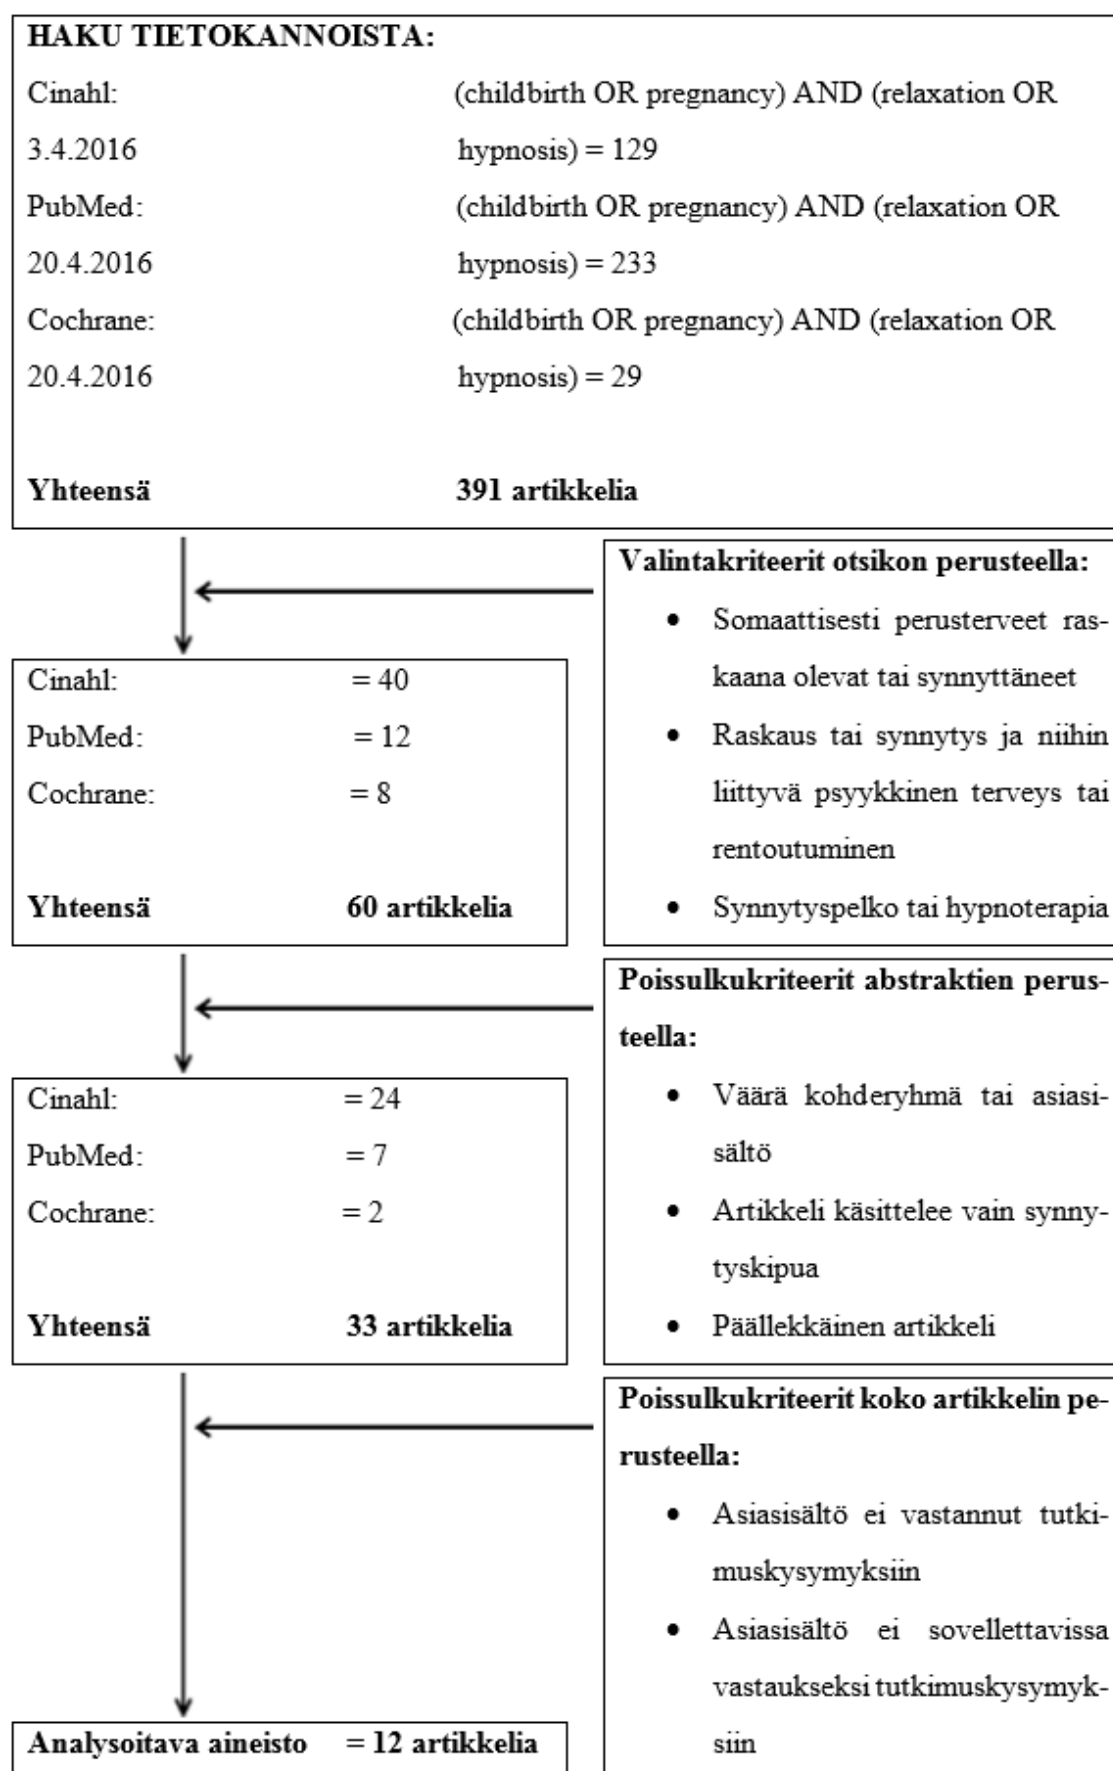 HAKU TIETOKANNOISTA:
Cinahl: (childbirth OR pregnancy) AND (relaxation OR
3.4.2016 hypnosis) = 129
PubMed: (childbirth OR pregnancy) AND (relaxation OR
20.4.2016 hypnosis) = 233
Cochrane: (childbirth OR pregnancy) AND (relaxation OR
20.4.2016 hypnosis) = 29
Yhteensä 391 artikkelia
Valintakriteerit otsikon perusteella:
• Somaattisesti perusterveet ras-
kaana olevat tai synnyttäneet
• Raskaus tai synnytys ja niihin
liittyvä psyykkinen terveys tai
rentoutuminen
• Synnytyspelko tai hypnoterapia
Cinahl: = 40
PubMed: = 12
Cochrane: = 8
Yhteensä 60 artikkelia
Poissulkukriteerit abstraktien perus-
teella:
• Väärä kohderyhmä tai asiasi-
sältö
• Artikkeli käsittelee vain synny-
tyskipua
• Päällekkäinen artikkeli
Cinahl: = 24
PubMed: = 7
Cochrane: = 2
Yhteensä 33 artikkelia
Poissulkukriteerit koko artikkelin pe-
rusteella:
• Asiasisältö ei vastannut tutki-
muskysymyksiin
• Asiasisältö ei sovellettavissa
vastaukseksi tutkimuskysymyk-
siin
Analysoitava aineisto = 12 artikkelia